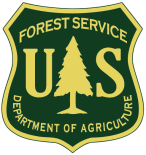 FOREST SERVICE
U S
DEPARTMENT OF AGRICULTURE